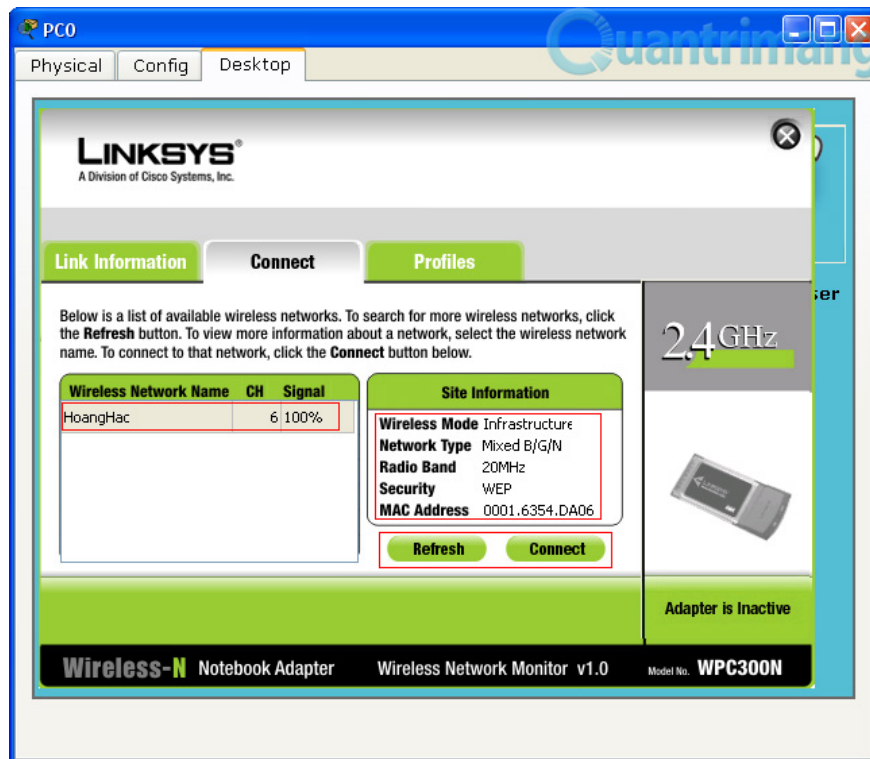 PC0
Quantrimang
Physical Config Desktop
LINKSYS®
A Division of Cisco Systems, Inc.
Link Information Connect Profiles
ser
Below is a list of available wireless networks. To search for more wireless networks, click
the Refresh button. To view more information about a network, select the wireless network
name. To connect to that network, click the Connect button below.
2,4GHz
Wireless Network Name CH Signal
HoangHac 6 100%
Site Information
Wireless Mode Infrastructure
Network Type Mixed B/G/N
Radio Band 20MHz
Security WEP
MAC Address 0001.6354.DA06
Refresh Connect
Adapter is Inactive
Wireless-N Notebook Adapter Wireless Network Monitor v1.0 Model No. WPC300N